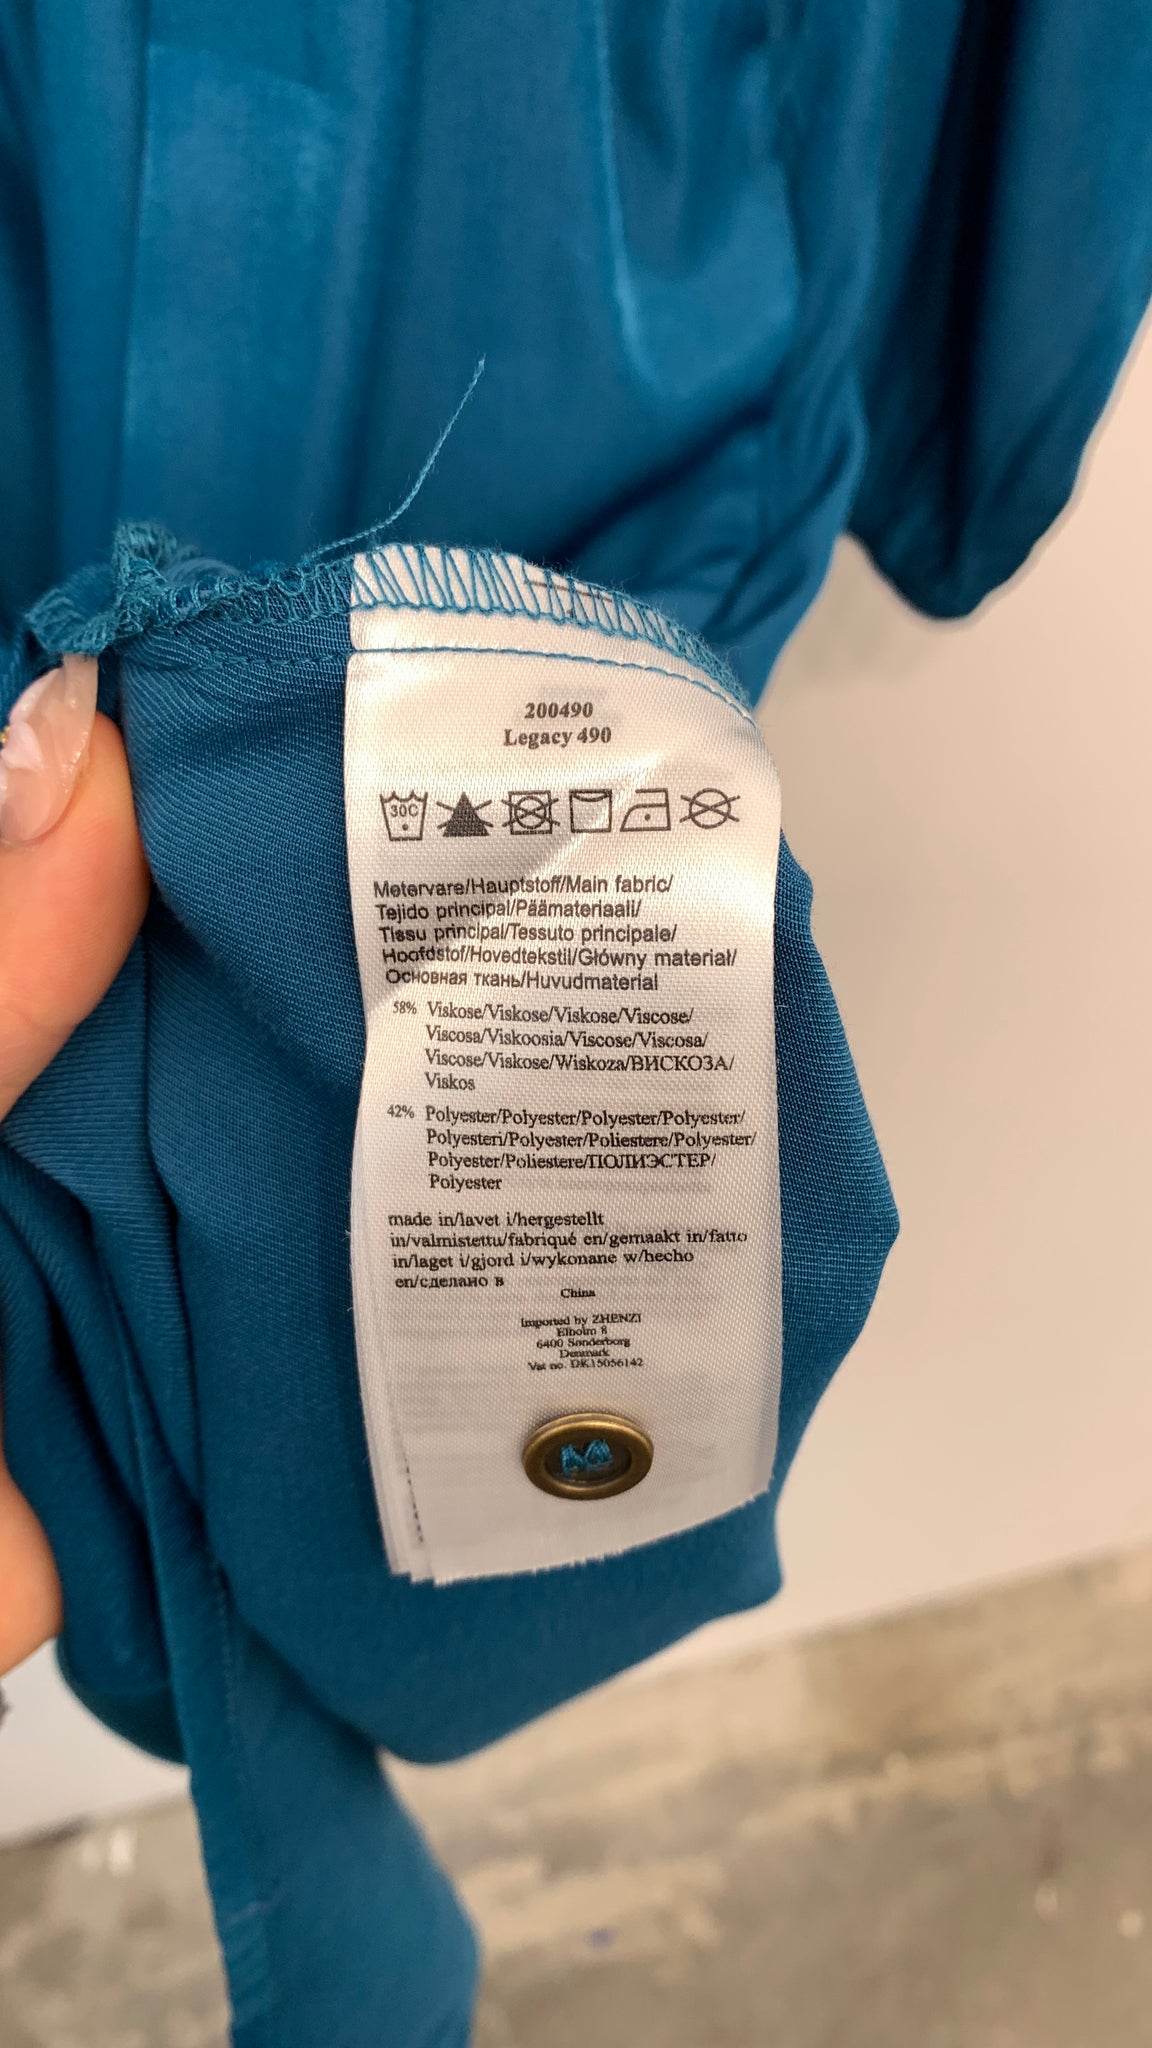 200490
Legacy 490
30C
Metervare/Hauptstoff/Main fabric/
Tejido principal/Päämateriaali/
Tissu principal/Tessuto principale/
Hoofdstof/Hovedtekstil/Główny materiał/
Основная ткань/Huvudmaterial
58% Viskose/Viskose/Viskose/Viscose/
Viscosa/Viskoosia/Viscose/Viscosa/
Viscose/Viskose/Wiskoza/ВИСКОЗА/
Viskos
42% Polyester/Polyester/Polyester/Polyester/
Polyesteri/Polyester/Poliestere/Polyester/
Polyester/Poliestere/ПОЛИЭСТЕР/
Polyester
made in/lavet i/hergestellt
in/valmistettu/fabriqué en/gemaakt in/fatto
in/laget i/gjord i/wykonane w/hecho
en/сделано в
China
Imported by ZHENZI
Elholm 8
6400 Sønderborg
Denmark
Vat no. DK15056142